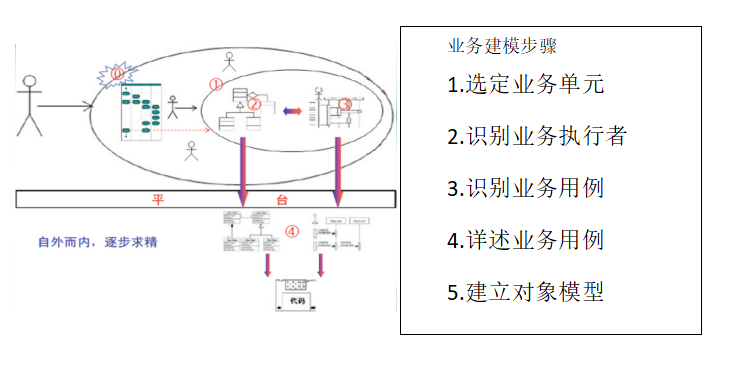 ⓪
①
②
③
平 台
自外而内，逐步求精
④
代码
业务建模步骤
1.选定业务单元
2.识别业务执行者
3.识别业务用例
4.详述业务用例
5.建立对象模型